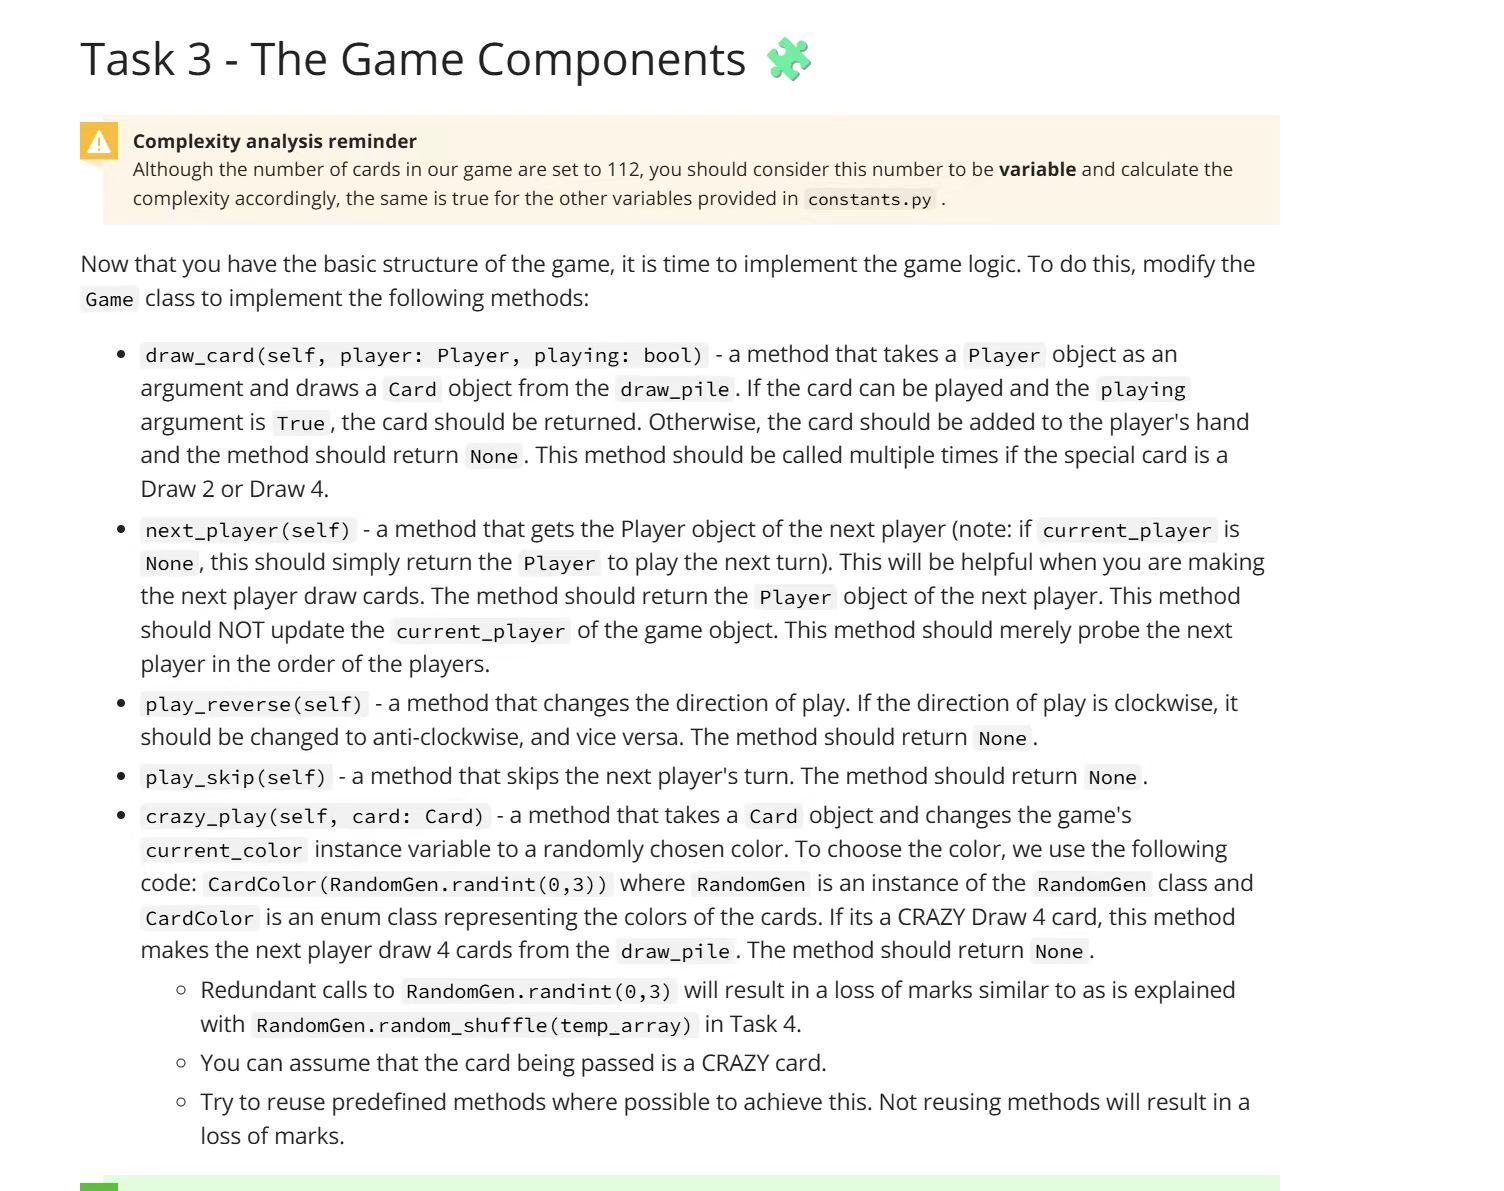 Task 3 - The Game Components
Complexity analysis reminder
Although the number of cards in our game are set to 112, you should consider this number to be variable and calculate the
complexity accordingly, the same is true for the other variables provided in constants.py .
Now that you have the basic structure of the game, it is time to implement the game logic. To do this, modify the
Game class to implement the following methods:
• draw_card(self, player: Player, playing: bool) - a method that takes a Player object as an
argument and draws a Card object from the draw_pile. If the card can be played and the playing
argument is True, the card should be returned. Otherwise, the card should be added to the player's hand
and the method should return None. This method should be called multiple times if the special card is a
Draw 2 or Draw 4.
• next_player(self) - a method that gets the Player object of the next player (note: if current_player is
None, this should simply return the Player to play the next turn). This will be helpful when you are making
the next player draw cards. The method should return the Player object of the next player. This method
should NOT update the current_player of the game object. This method should merely probe the next
player in the order of the players.
• play_reverse(self) - a method that changes the direction of play. If the direction of play is clockwise, it
should be changed to anti-clockwise, and vice versa. The method should return None.
• play_skip(self) - a method that skips the next player's turn. The method should return None.
• crazy_play(self, card: Card) - a method that takes a Card object and changes the game's
current_color instance variable to a randomly chosen color. To choose the color, we use the following
code: CardColor(RandomGen.randint(0,3)) where RandomGen is an instance of the RandomGen class and
CardColor is an enum class representing the colors of the cards. If its a CRAZY Draw 4 card, this method
makes the next player draw 4 cards from the draw_pile. The method should return None.
○ Redundant calls to RandomGen.randint(0,3) will result in a loss of marks similar to as is explained
with RandomGen.random_shuffle(temp_array) in Task 4.
○ You can assume that the card being passed is a CRAZY card.
○ Try to reuse predefined methods where possible to achieve this. Not reusing methods will result in a
loss of marks.